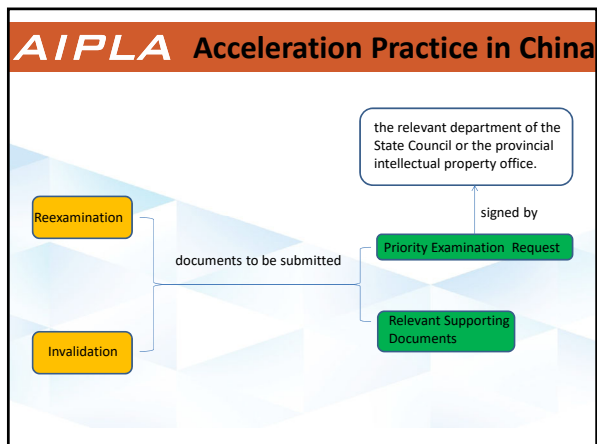 AIPLA Acceleration Practice in China
the relevant department of the
State Council or the provincial
intellectual property office.
signed by
Reexamination
Priority Examination Request
documents to be submitted
Relevant Supporting
Documents
Invalidation